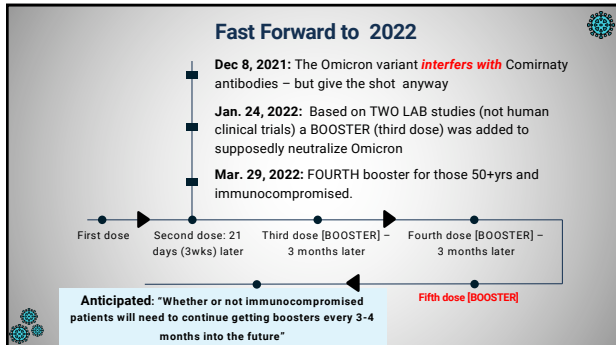 Fast Forward to 2022
Dec 8, 2021: The Omicron variant interfers with Comirnaty
antibodies – but give the shot anyway
Jan. 24, 2022: Based on TWO LAB studies (not human
clinical trials) a BOOSTER (third dose) was added to
supposedly neutralize Omicron
Mar. 29, 2022: FOURTH booster for those 50+yrs and
immunocompromised.
First dose
Second dose: 21
days (3wks) later
Third dose [BOOSTER] –
3 months later
Fourth dose [BOOSTER] –
3 months later
Fifth dose [BOOSTER]
Anticipated: "Whether or not immunocompromised
patients will need to continue getting boosters every 3-4
months into the future"